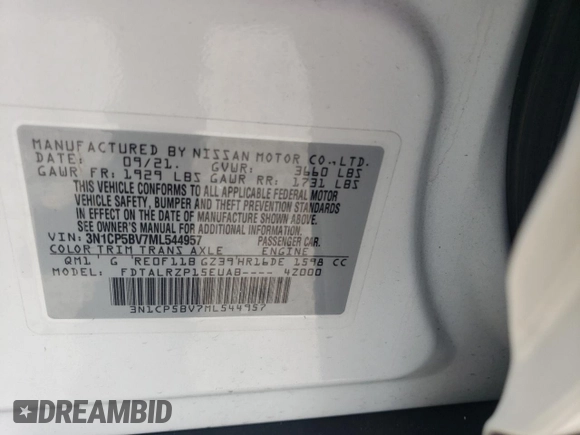 MANUFACTURED BY NISSAN MOTOR CO.,LTD.
DATE: 09/21. GVWR: 3660 LBS
GAWR FR: 1929 LBS GAWR RR: 1731 LBS
THIS VEHICLE CONFORMS TO ALL APPLICABLE FEDERAL MOTOR
VEHICLE SAFETY, BUMPER AND THEFT PREVENTION STANDARDS
IN EFFECT ON THE DATE OF MANUFACTURE SHOWN ABOVE.
SEE OWNER'S MANUAL FOR ADDITIONAL INFORMATION
VIN: 3N1CP5BV7ML544957 PASSENGER CAR.
COLOR TRIM TRANS AXLE ENGINE
QM1 G RE0F11B GZ39 HR16DE 1598 CC
MODEL: FDTALRZP15EUAB---- 4Z000
3N1CP5BV7ML544957
DREAMBID